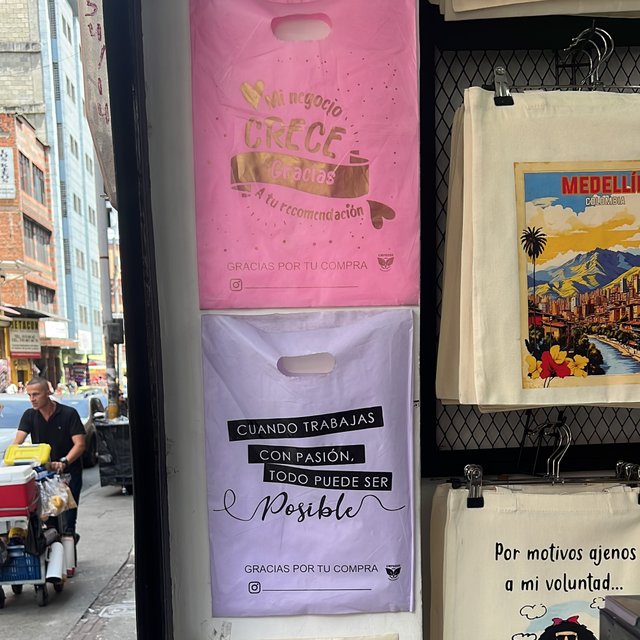 Mi negocio
CRECE
Gracias
A tu recomendación
GRACIAS POR TU COMPRA
CUANDO TRABAJAS
CON PASIÓN,
TODO PUEDE SER
Posible
GRACIAS POR TU COMPRA
MEDELLÍ
COLOMBIA
Por motivos ajenos
a mi voluntad...